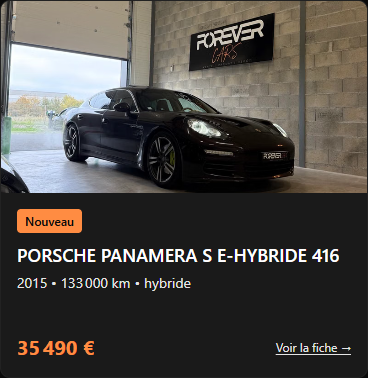 FOREVER
CARS
FOREVER
Nouveau
PORSCHE PANAMERA S E-HYBRIDE 416
2015 • 133 000 km • hybride
35 490 €
Voir la fiche →